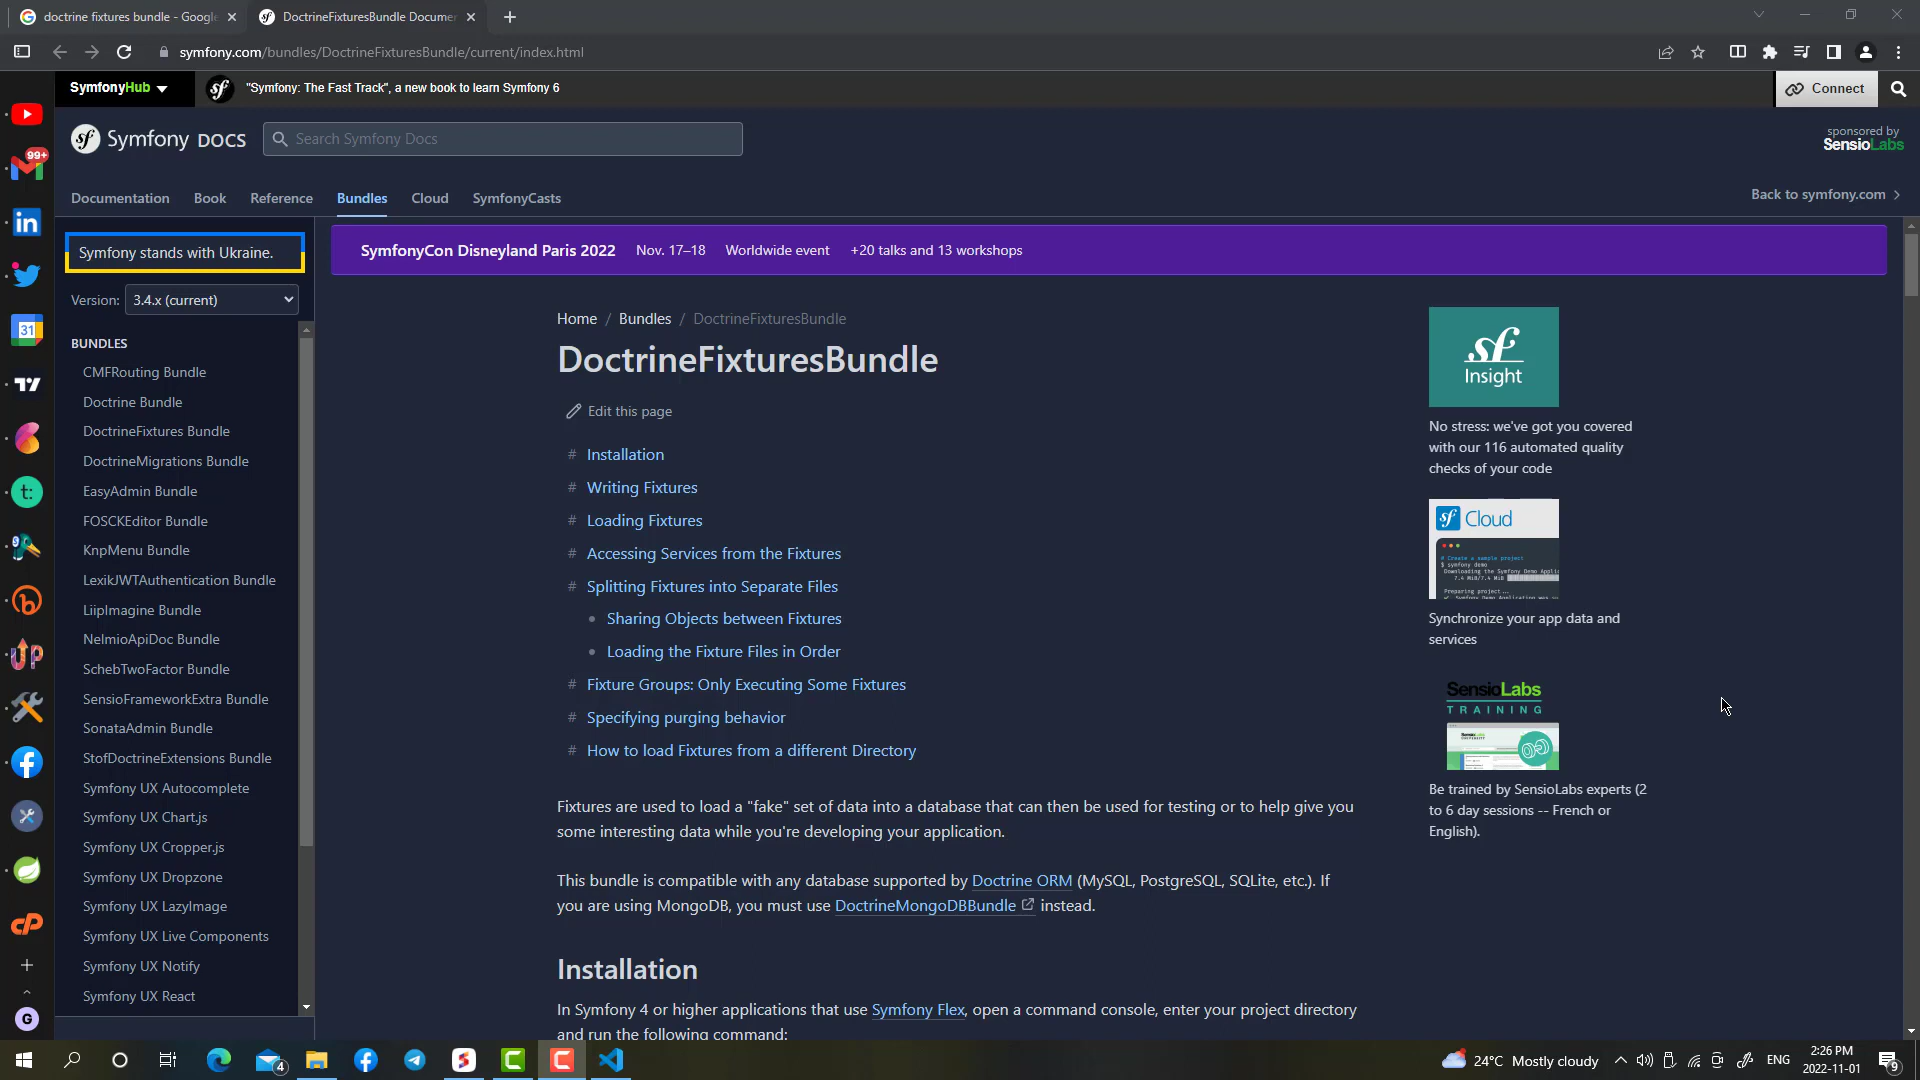 doctrine fixtures bundle - Google
DoctrineFixturesBundle Documen
symfony.com/bundles/DoctrineFixturesBundle/current/index.html
SymfonyHub
sf
"Symfony: The Fast Track", a new book to learn Symfony 6
Connect
sf Symfony DOCS
Search Symfony Docs
sponsored by
SensioLabs
Documentation
Book
Reference
Bundles
Cloud
SymfonyCasts
Back to symfony.com
Symfony stands with Ukraine.
SymfonyCon Disneyland Paris 2022
Nov. 17–18
Worldwide event
+20 talks and 13 workshops
Version: 3.4.x (current)
BUNDLES
CMFRouting Bundle
Doctrine Bundle
DoctrineFixtures Bundle
DoctrineMigrations Bundle
EasyAdmin Bundle
FOSCKEditor Bundle
KnpMenu Bundle
LexikJWTAuthentication Bundle
LiipImagine Bundle
NelmioApiDoc Bundle
SchebTwoFactor Bundle
SensioFrameworkExtra Bundle
SonataAdmin Bundle
StofDoctrineExtensions Bundle
Symfony UX Autocomplete
Symfony UX Chart.js
Symfony UX Cropper.js
Symfony UX Dropzone
Symfony UX LazyImage
Symfony UX Live Components
Symfony UX Notify
Symfony UX React
Home / Bundles / DoctrineFixturesBundle
DoctrineFixturesBundle
Edit this page
# Installation
# Writing Fixtures
# Loading Fixtures
# Accessing Services from the Fixtures
# Splitting Fixtures into Separate Files
• Sharing Objects between Fixtures
• Loading the Fixture Files in Order
# Fixture Groups: Only Executing Some Fixtures
# Specifying purging behavior
# How to load Fixtures from a different Directory
Fixtures are used to load a "fake" set of data into a database that can then be used for testing or to help give you
some interesting data while you're developing your application.
This bundle is compatible with any database supported by Doctrine ORM (MySQL, PostgreSQL, SQLite, etc.). If
you are using MongoDB, you must use DoctrineMongoDBBundle instead.
Installation
In Symfony 4 or higher applications that use Symfony Flex, open a command console, enter your project directory
and run the following command:
sf
Insight
No stress: we've got you covered
with our 116 automated quality
checks of your code
sf Cloud
# Create a sample project
$ symfony demo
Synchronize your app data and
services
SensioLabs
TRAINING
Be trained by SensioLabs experts (2
to 6 day sessions -- French or
English).
99+
in
31
t:
UP
G
4
24°C Mostly cloudy
ENG
2:26 PM
2022-11-01
9